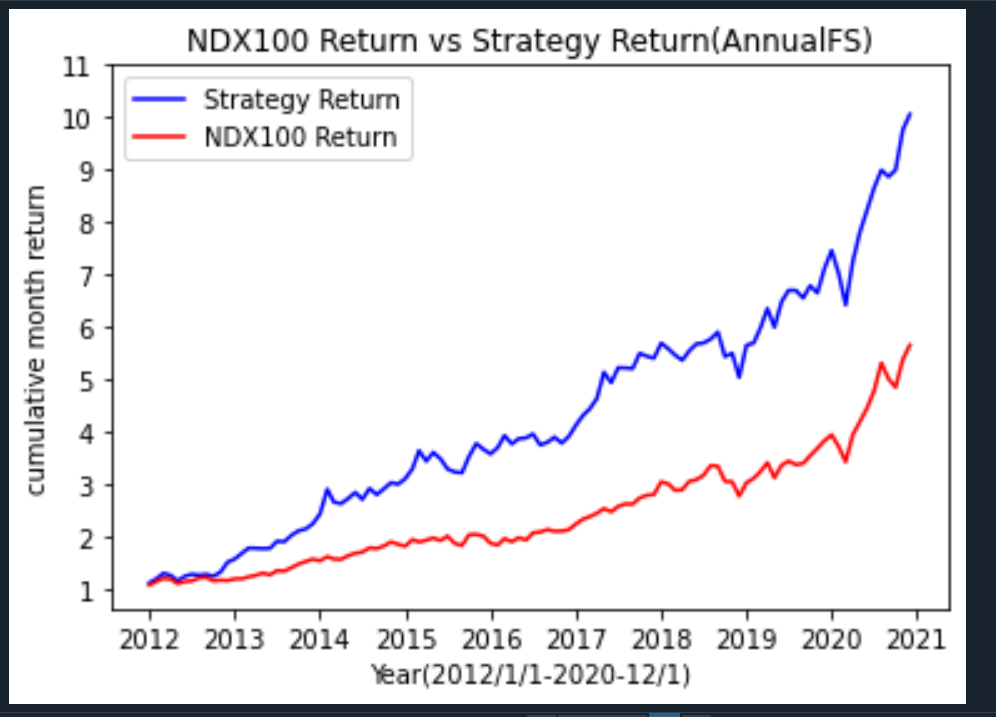 NDX100 Return vs Strategy Return(AnnualFS)
Strategy Return
NDX100 Return
cumulative month return
11
10
9
8
7
6
5
4
3
2
1
2012 2013 2014 2015 2016 2017 2018 2019 2020 2021
Year(2012/1/1-2020-12/1)